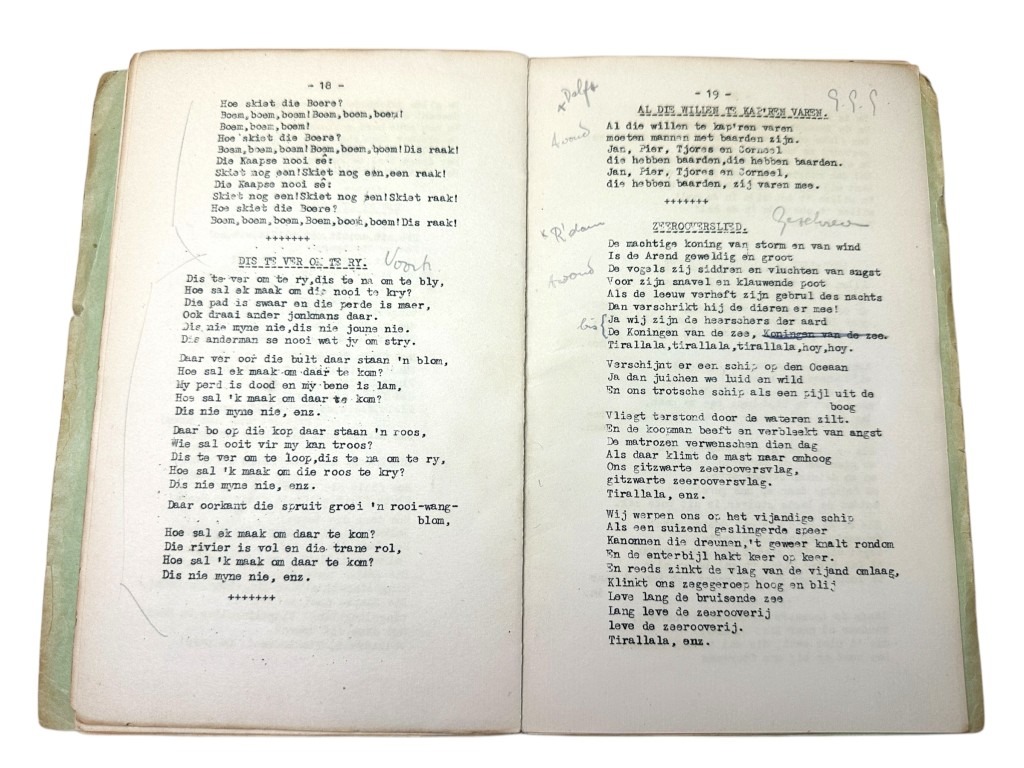 - 18 -
Hoe skiet die Boere?
Boem,boem,boem!Boem,boem,boem!
Boem,boem,boem!
Hoe skiet die Boere?
Boem,boem,boem!Boem,boem,boem!Dis raak!
Die Kaapse nooi sê:
Skiet nog een!Skiet nog eén,een raak!
Die Kaapse nooi sê:
Skiet nog een!Skiet nog een!Skiet raak!
Hoe skiet die Boere?
Boem,boem,boem,Boem,boem,boem!Dis raak!
+++++++
DIS TE VER OM TE RY.
Dis te ver om te ry,dis te na om te bly,
Hoe sal ek maak om die nooi te kry?
Die pad is swaar en die perde is maer,
Ook draai ander jonkmans daar.
Dis nie myne nie,dis nie joune nie.
Dis anderman se nooi wat jy om stry.
Daar ver oor die bult daar staan 'n blom,
Hoe sal ek maak om daar te kom?
My perd is dood en my bene is lam,
Hoe sal 'k maak om daar te kom?
Dis nie myne nie, enz.
Daar bo op die kop daar staan 'n roos,
Wie sal ooit vir my kan troos?
Dis te ver om te loop,dis te na om te ry,
Hoe sal 'k maak om die roos te kry?
Dis nie myne nie, enz.
Daar oorkant die spruit groei 'n rooi-wang-
blom,
Hoe sal ek maak om daar te kom?
Die rivier is vol en die trane rol,
Hoe sal 'k maak om daar te kom?
Dis nie myne nie, enz.
+++++++
- 19 -
x Delft
AL DIE WILLEN TE KAP'REN VAREN.
Al die willen te kap'ren varen
moeten mannen met baarden zijn.
Jan, Pier, Tjores en Corneel
die hebben baarden,die hebben baarden.
Jan, Pier, Tjores en Corneel,
die hebben baarden, zij varen mee.
+++++++
x R'dam
ZEEROOVERSLIED.
De machtige koning van storm en van wind
Is de Arend geweldig en groot
De vogels zij siddren en vluchten van angst
Voor zijn snavel en klauwende poot
Als de leeuw verheft zijn gebrul des nachts
Dan verschrikt hij de dieren er mee!
bis { Ja wij zijn de heerschers der aard
De Koningen van de zee, Koningen van de zee.
Tirallala,tirallala,tirallala,hoy,hoy.
Verschijnt er een schip op den Oceaan
Ja dan juichen we luid en wild
En ons trotsche schip als een pijl uit de
boog
Vliegt terstond door de wateren zilt.
En de koopman beeft en verbleekt van angst
De matrozen verwenschen dien dag
Als daar klimt de mast naar omhoog
Ons gitzwarte zeerooversvlag,
gitzwarte zeerooversvlag.
Tirallala, enz.
Wij werpen ons op het vijandige schip
Als een suizend geslingerde speer
Kanonnen die dreunen,'t geweer knalt rondom
En de enterbijl hakt keer op keer.
En reeds zinkt de vlag van de vijand omlaag,
Klinkt ons zegegeroep hoog en blij
Leve lang de bruisende zee
Lang leve de zeerooverij
leve de zeerooverij.
Tirallala, enz.